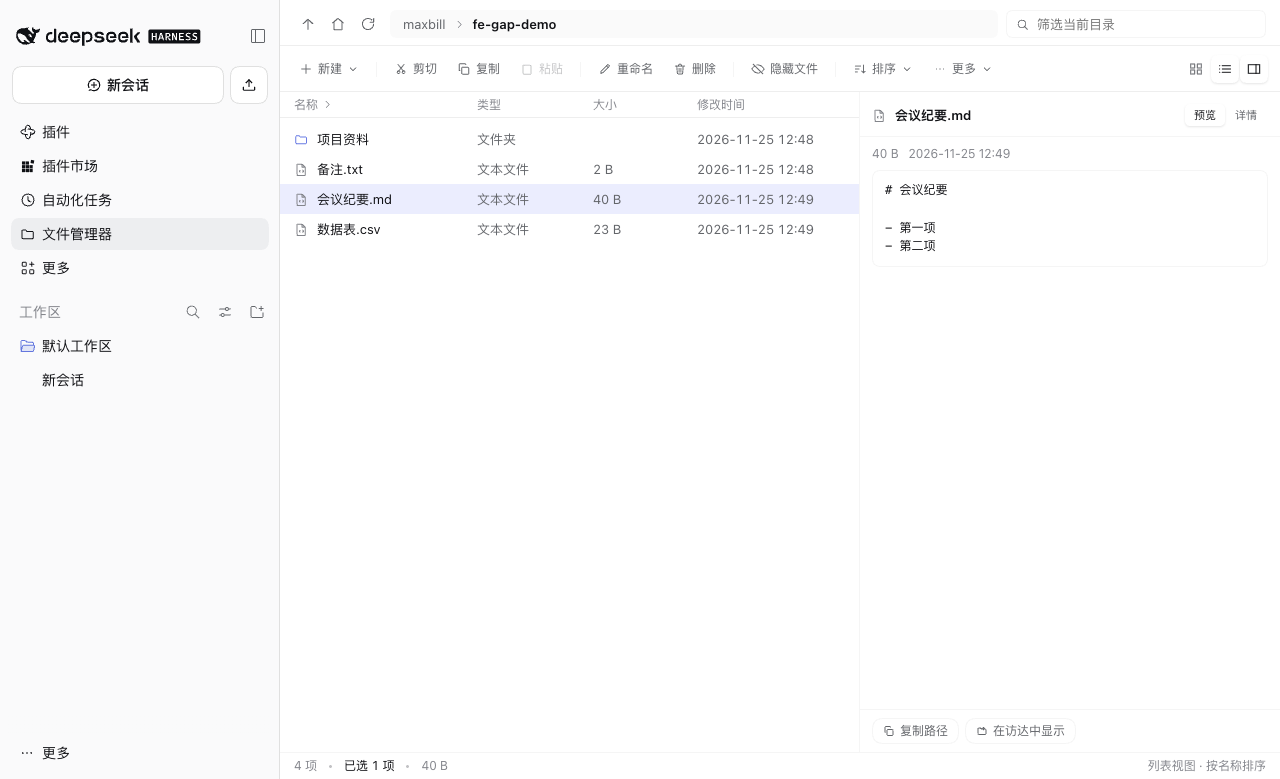 deepseek HARNESS
新会话
插件
插件市场
自动化任务
文件管理器
更多
工作区
默认工作区
新会话
更多
maxbill fe-gap-demo
筛选当前目录
新建 剪切 复制 粘贴 重命名 删除 隐藏文件 排序 更多
名称 类型 大小 修改时间
项目资料 文件夹 2026-11-25 12:48
备注.txt 文本文件 2 B 2026-11-25 12:48
会议纪要.md 文本文件 40 B 2026-11-25 12:49
数据表.csv 文本文件 23 B 2026-11-25 12:49
会议纪要.md 预览 详情
40 B 2026-11-25 12:49
# 会议纪要
- 第一项
- 第二项
复制路径 在访达中显示
4 项 • 已选 1 项 • 40 B
列表视图 · 按名称排序